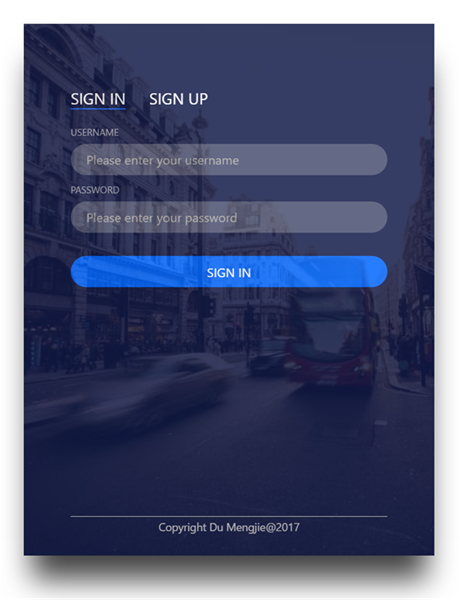 SIGN IN SIGN UP
USERNAME
Please enter your username
PASSWORD
Please enter your password
SIGN IN
Copyright Du Mengjie@2017